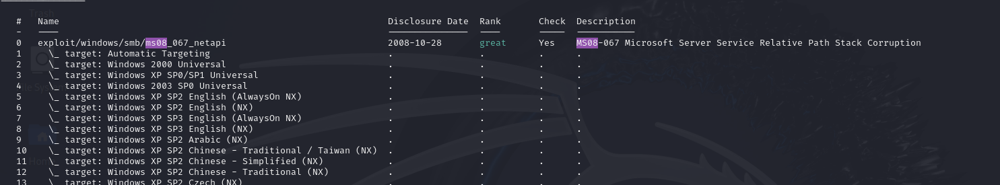 Trash
# Name Disclosure Date Rank Check Description
- ---- --------------- ---- ----- -----------
0 exploit/windows/smb/ms08_067_netapi 2008-10-28 great Yes MS08-067 Microsoft Server Service Relative Path Stack Corruption
1 \_ target: Automatic Targeting . . . .
2 \_ target: Windows 2000 Universal . . . .
3 \_ target: Windows XP SP0/SP1 Universal . . . .
4 \_ target: Windows 2003 SP0 Universal . . . .
5 \_ target: Windows XP SP2 English (AlwaysOn NX) . . . .
6 \_ target: Windows XP SP2 English (NX) . . . .
7 \_ target: Windows XP SP3 English (AlwaysOn NX) . . . .
8 \_ target: Windows XP SP3 English (NX) . . . .
9 \_ target: Windows XP SP2 Arabic (NX) . . . .
10 \_ target: Windows XP SP2 Chinese - Traditional / Taiwan (NX) . . . .
11 \_ target: Windows XP SP2 Chinese - Simplified (NX) . . . .
12 \_ target: Windows XP SP2 Chinese - Traditional (NX) . . . .
13 \_ target: Windows XP SP2 Czech (NX) . . . .